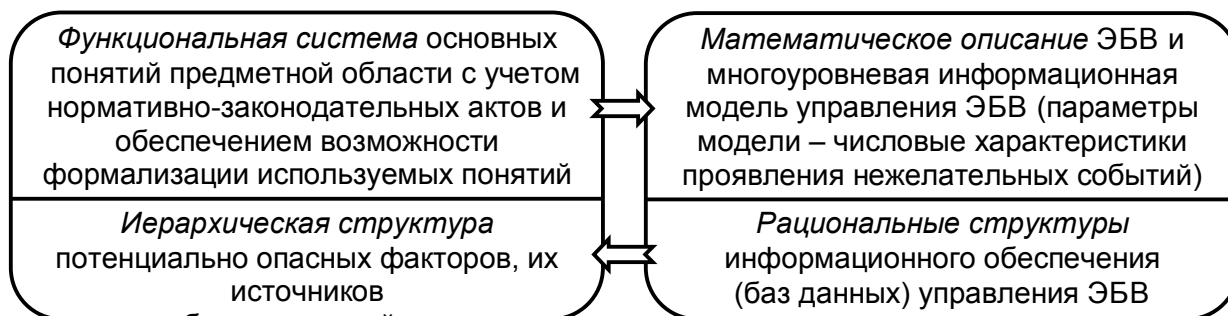 Функциональная система основных
понятий предметной области с учетом
нормативно-законодательных актов и
обеспечением возможности
формализации используемых понятий
Иерархическая структура
потенциально опасных факторов, их
источников
Математическое описание ЭБВ и
многоуровневая информационная
модель управления ЭБВ (параметры
модели – числовые характеристики
проявления нежелательных событий)
Рациональные структуры
информационного обеспечения
(баз данных) управления ЭБВ